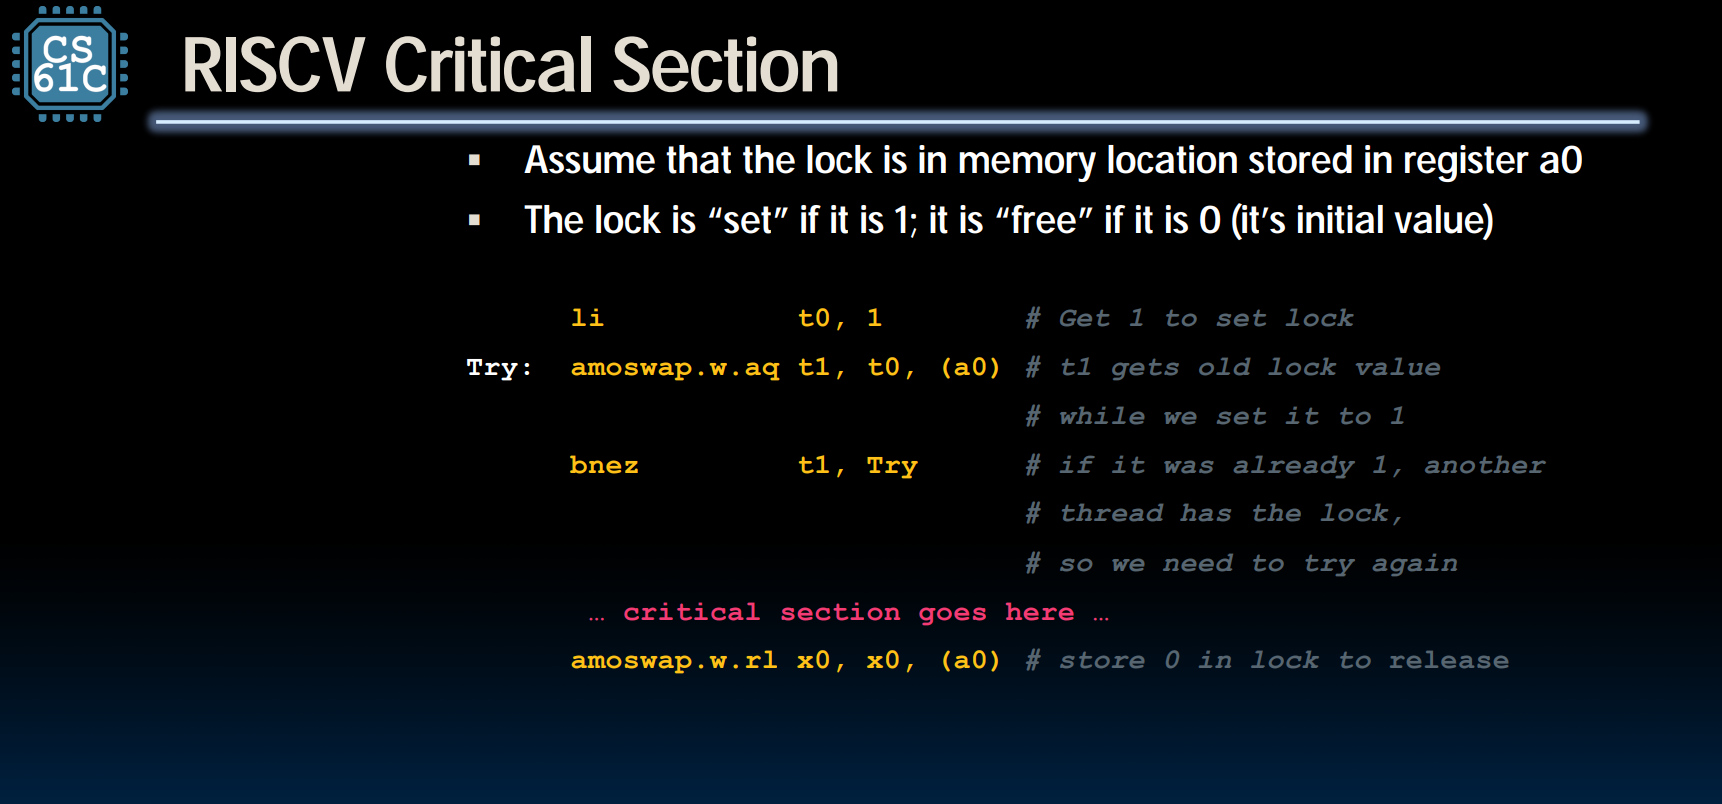 CS
61C
RISCV Critical Section
▪ Assume that the lock is in memory location stored in register a0
▪ The lock is “set” if it is 1; it is “free” if it is 0 (it’s initial value)
li t0, 1 # Get 1 to set lock
Try: amoswap.w.aq t1, t0, (a0) # t1 gets old lock value
# while we set it to 1
bnez t1, Try # if it was already 1, another
# thread has the lock,
# so we need to try again
… critical section goes here …
amoswap.w.rl x0, x0, (a0) # store 0 in lock to release